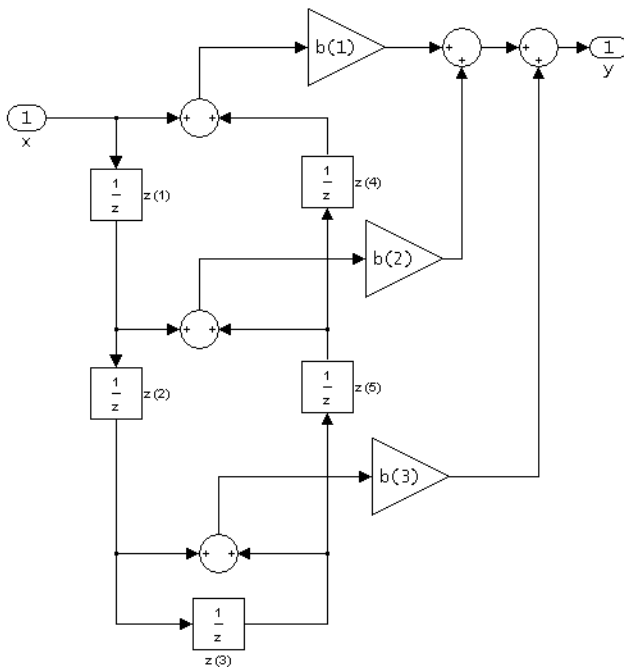 b(1)
+
+
1
y
1
x
+
+
+
+
1
z
z(1)
1
z
z(4)
b(2)
+
+
1
z
z(2)
1
z
z(5)
b(3)
+
+
1
z
z(3)